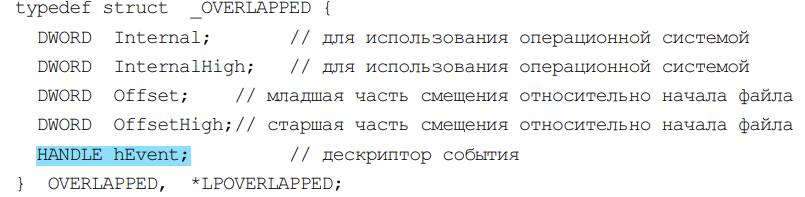 typedef struct _OVERLAPPED {
DWORD Internal; // для использования операционной системой
DWORD InternalHigh; // для использования операционной системой
DWORD Offset; // младшая часть смещения относительно начала файла
DWORD OffsetHigh;// старшая часть смещения относительно начала файла
HANDLE hEvent; // дескриптор события
} OVERLAPPED, *LPOVERLAPPED;